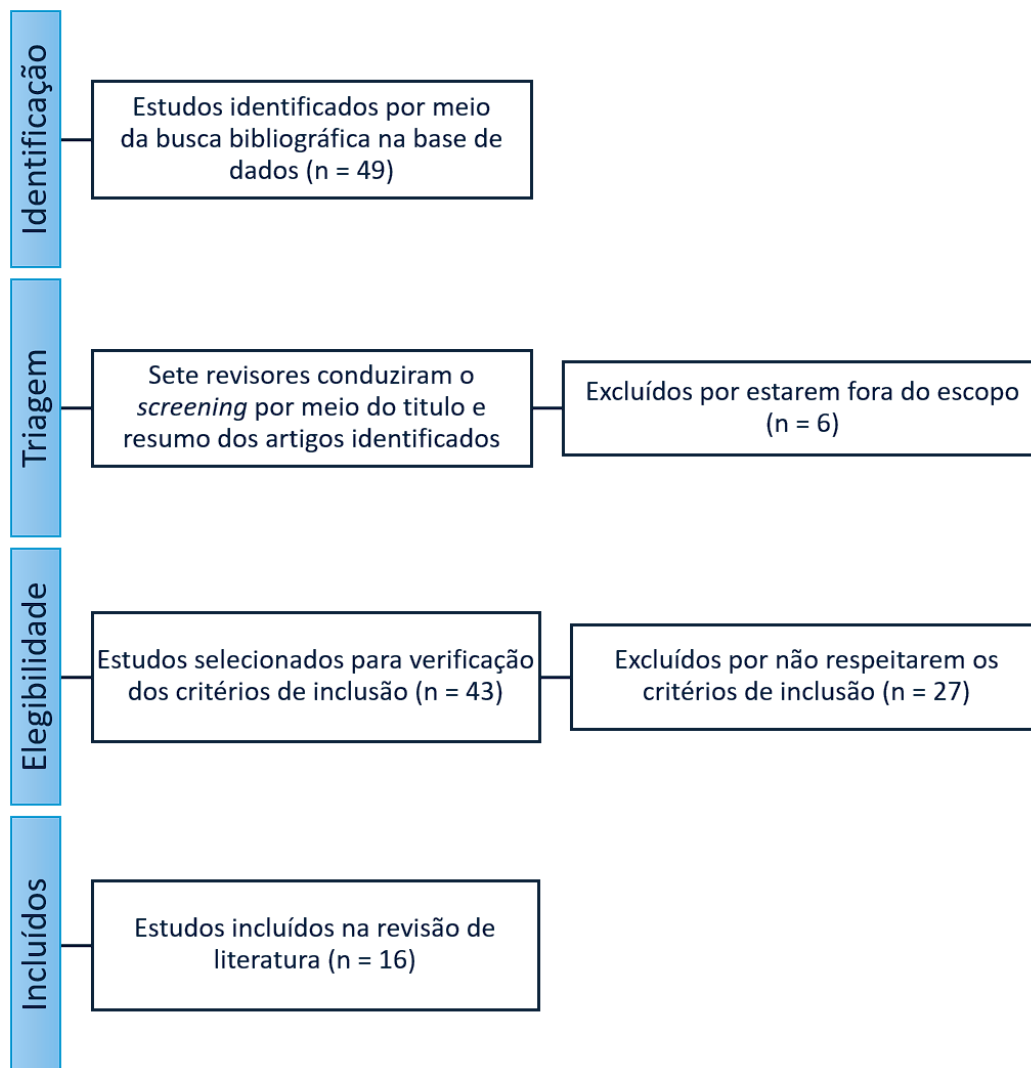 Identificação
Estudos identificados por meio
da busca bibliográfica na base de
dados (n = 49)
Triagem
Sete revisores conduziram o
screening por meio do titulo e
resumo dos artigos identificados
Excluídos por estarem fora do escopo
(n = 6)
Elegibilidade
Estudos selecionados para verificação
dos critérios de inclusão (n = 43)
Excluídos por não respeitarem os
critérios de inclusão (n = 27)
Incluídos
Estudos incluídos na revisão de
literatura (n = 16)